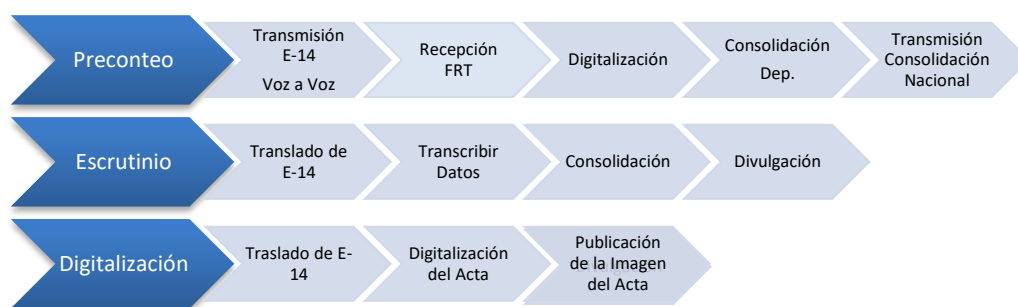 Preconteo
Transmisión
E-14
Voz a Voz
Recepción
FRT
Digitalización
Consolidación
Dep.
Transmisión
Consolidación
Nacional
Escrutinio
Translado de
E-14
Transcribir
Datos
Consolidación
Divulgación
Digitalización
Traslado de E-
14
Digitalización
del Acta
Publicación
de la Imagen
del Acta